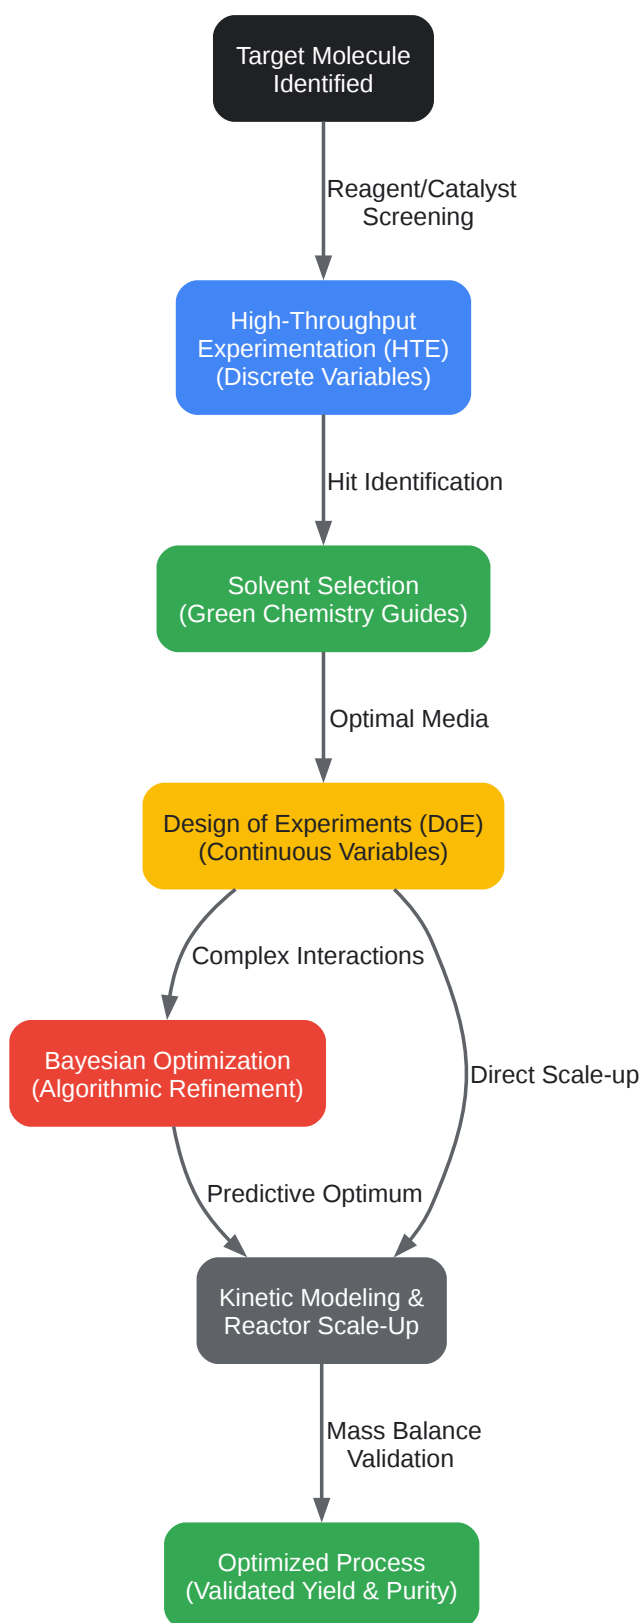 Target Molecule
Identified
Reagent/Catalyst
Screening
High-Throughput
Experimentation (HTE)
(Discrete Variables)
Hit Identification
Solvent Selection
(Green Chemistry Guides)
Optimal Media
Design of Experiments (DoE)
(Continuous Variables)
Complex Interactions
Bayesian Optimization
(Algorithmic Refinement)
Direct Scale-up
Predictive Optimum
Kinetic Modeling &
Reactor Scale-Up
Mass Balance
Validation
Optimized Process
(Validated Yield & Purity)